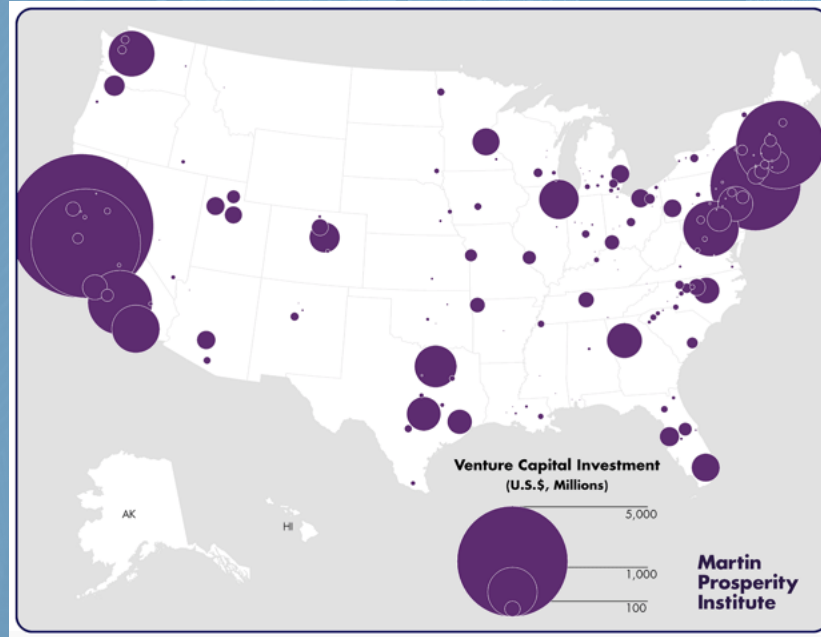 AK
HI
Venture Capital Investment
(U.S.$, Millions)
5,000
1,000
100
Martin
Prosperity
Institute